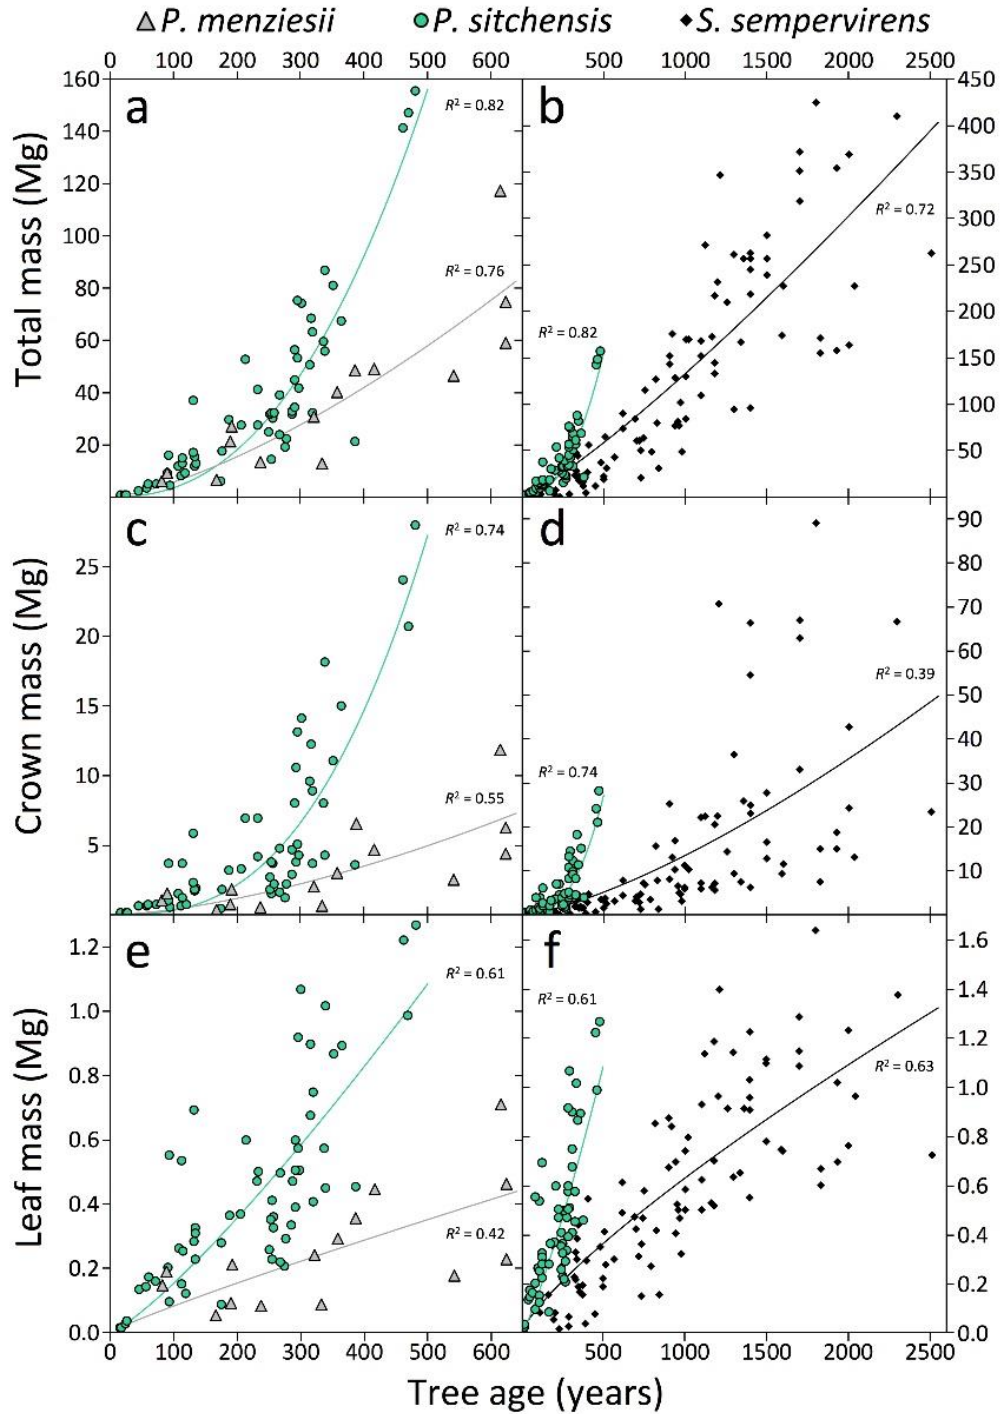 P. menziesii P. sitchensis S. sempervirens
0 100 200 300 400 500 600 500 1000 1500 2000 2500
Total mass (Mg)
160
140
120
100
80
60
40
20
a
R² = 0.82
R² = 0.76
b
R² = 0.72
R² = 0.82
450
400
350
300
250
200
150
100
50
Crown mass (Mg)
25
20
15
10
5
c
R² = 0.74
R² = 0.55
d
R² = 0.39
R² = 0.74
90
80
70
60
50
40
30
20
10
Leaf mass (Mg)
1.2
1.0
0.8
0.6
0.4
0.2
0.0
e
R² = 0.61
R² = 0.42
f
R² = 0.61
R² = 0.63
1.6
1.4
1.2
1.0
0.8
0.6
0.4
0.2
0.0
0 100 200 300 400 500 600 500 1000 1500 2000 2500
Tree age (years)